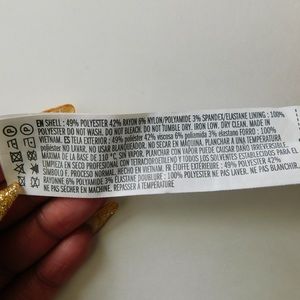 EN SHELL : 49% POLYESTER 42% RAYON 6% NYLON/POLYAMIDE 3% SPANDEX/ELASTANE LINING : 100%
POLYESTER DO NOT WASH. DO NOT BLEACH. DO NOT TUMBLE DRY. IRON LOW. DRY CLEAN. MADE IN
VIETNAM. ES TELA EXTERIOR : 49% poliéster 42% viscosa 6% poliamida 3% elastano FORRO : 100%
poliéster NO LAVAR. NO USAR BLANQUEADOR. NO SECAR EN MÁQUINA. PLANCHAR A UNA TEMPERATURA
MÁXIMA DE LA BASE DE 110 °C, SIN VAPOR. PLANCHAR CON VAPOR PUEDE CAUSAR DAÑO IRREVERSIBLE.
LIMPIEZA EN SECO PROFESIONAL CON TETRACLOROETILENO Y TODOS LOS SOLVENTES ESTABLECIDOS PARA EL
SÍMBOLO F. PROCESO NORMAL. HECHO EN VIETNAM. FR ÉTOFFE EXTÉRIEURE : 49% POLYESTER 42%
RAYONNE 6% POLYAMIDE 3% ÉLASTANE DOUBLURE : 100% POLYESTER NE PAS LAVER. NE PAS BLANCHIR.
NE PAS SÉCHER EN MACHINE. REPASSER À TEMPÉRATURE